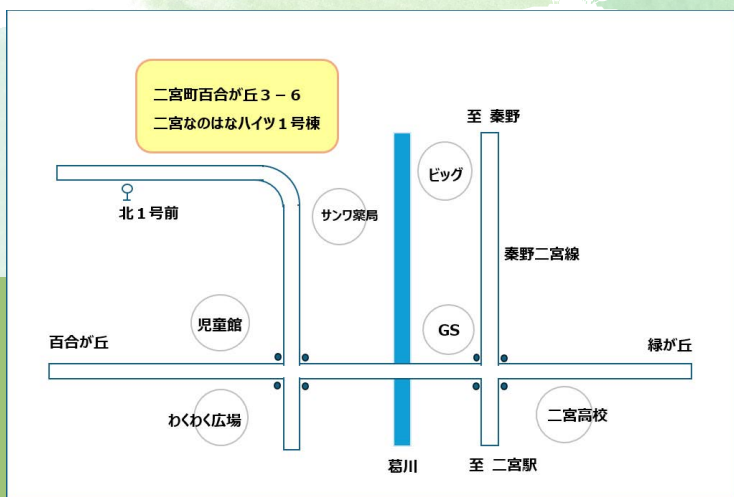 二宮町百合が丘３－６
二宮なのはなハイツ１号棟
至 秦野
ビッグ
北１号前
サンワ薬局
秦野二宮線
児童館
GS
百合が丘
緑が丘
わくわく広場
二宮高校
葛川
至 二宮駅